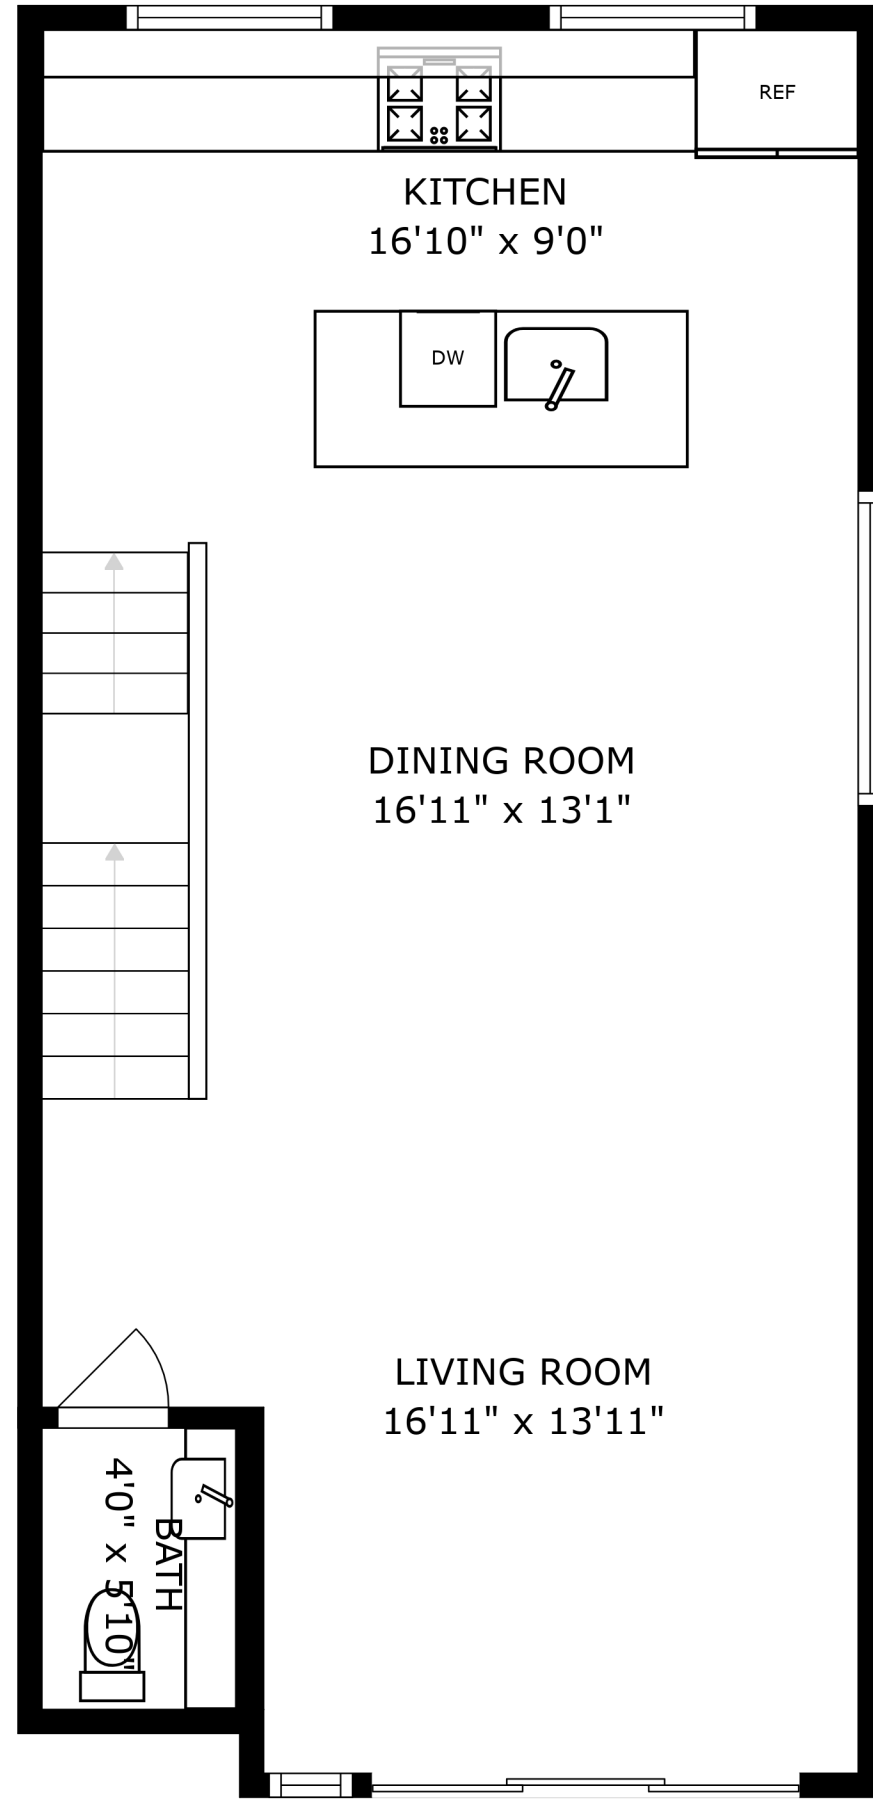 REF
KITCHEN
16'10" x 9'0"
DW
DINING ROOM
16'11" x 13'1"
LIVING ROOM
16'11" x 13'11"
BATH
4'0" x 5'10"